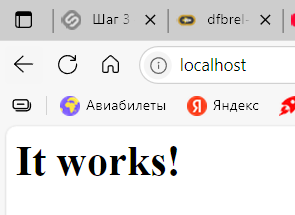 Шаг 3
dfbrel-
localhost
Авиабилеты
Яндекс
It works!